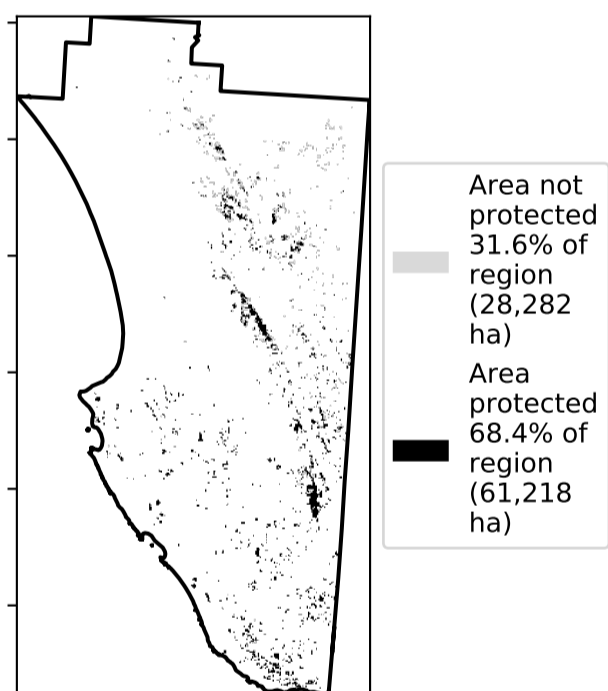 Area not
protected
31.6% of
region
(28,282
ha)
Area
protected
68.4% of
region
(61,218
ha)